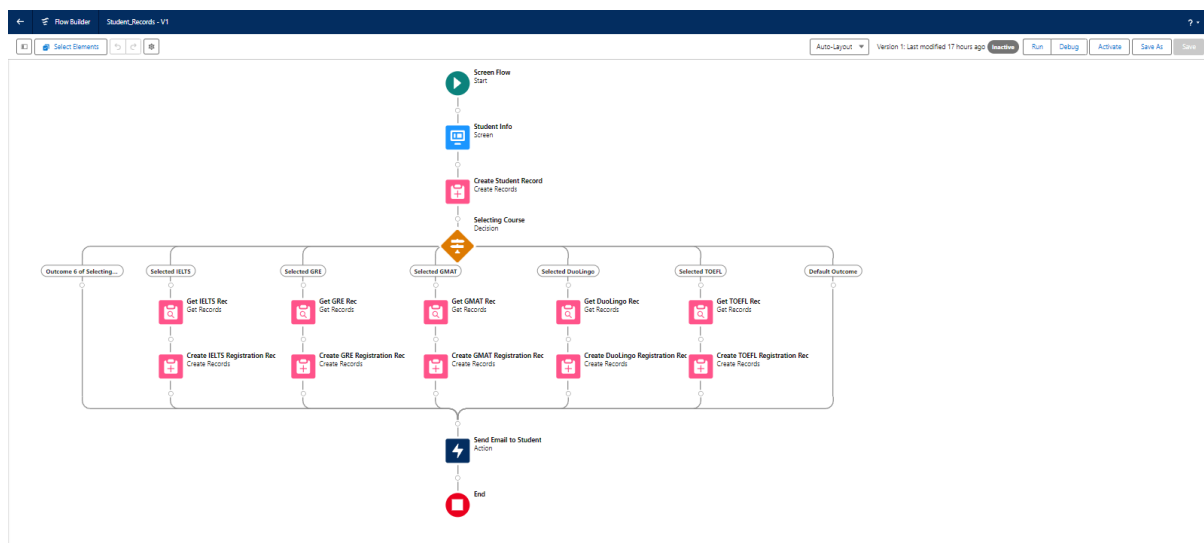 Flow Builder Student_Records - V1 ?
Select Elements Auto-Layout Version 1: Last modified 17 hours ago Inactive Run Debug Activate Save As Save
Screen Flow
Start
Student Info
Screen
Create Student Record
Create Records
Selecting Course
Decision
Outcome 6 of Selecting... Selected IELTS Selected GRE Selected GMAT Selected DuoLingo Selected TOEFL Default Outcome
Get IELTS Rec Get GRE Rec Get GMAT Rec Get DuoLingo Rec Get TOEFL Rec
Get Records Get Records Get Records Get Records Get Records
Create IELTS Registration Rec Create GRE Registration Rec Create GMAT Registration Rec Create DuoLingo Registration Rec Create TOEFL Registration Rec
Create Records Create Records Create Records Create Records Create Records
Send Email to Student
Action
End